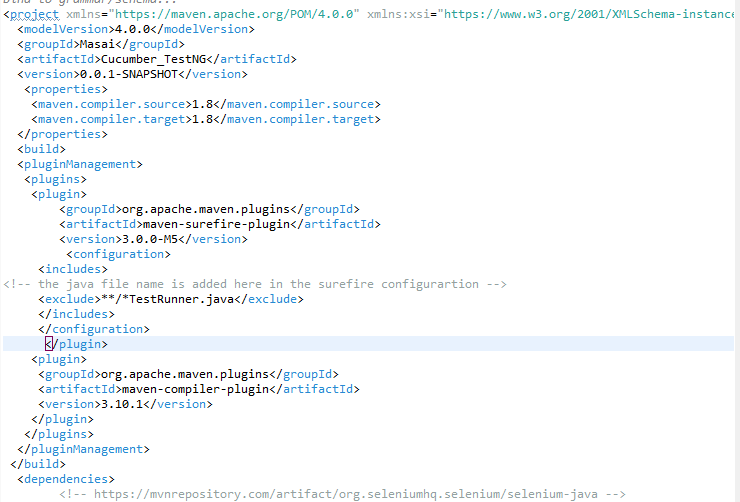 <project xmlns="https://maven.apache.org/POM/4.0.0" xmlns:xsi="https://www.w3.org/2001/XMLSchema-instance
<modelVersion>4.0.0</modelVersion>
<groupId>Masai</groupId>
<artifactId>Cucumber_TestNG</artifactId>
<version>0.0.1-SNAPSHOT</version>
<properties>
<maven.compiler.source>1.8</maven.compiler.source>
<maven.compiler.target>1.8</maven.compiler.target>
</properties>
<build>
<pluginManagement>
<plugins>
<plugin>
<groupId>org.apache.maven.plugins</groupId>
<artifactId>maven-surefire-plugin</artifactId>
<version>3.0.0-M5</version>
<configuration>
<includes>
<!-- the java file name is added here in the surefire configurartion -->
<exclude>**/*TestRunner.java</exclude>
</includes>
</configuration>
</plugin>
<plugin>
<groupId>org.apache.maven.plugins</groupId>
<artifactId>maven-compiler-plugin</artifactId>
<version>3.10.1</version>
</plugin>
</plugins>
</pluginManagement>
</build>
<dependencies>
<!-- https://mvnrepository.com/artifact/org.seleniumhq.selenium/selenium-java -->